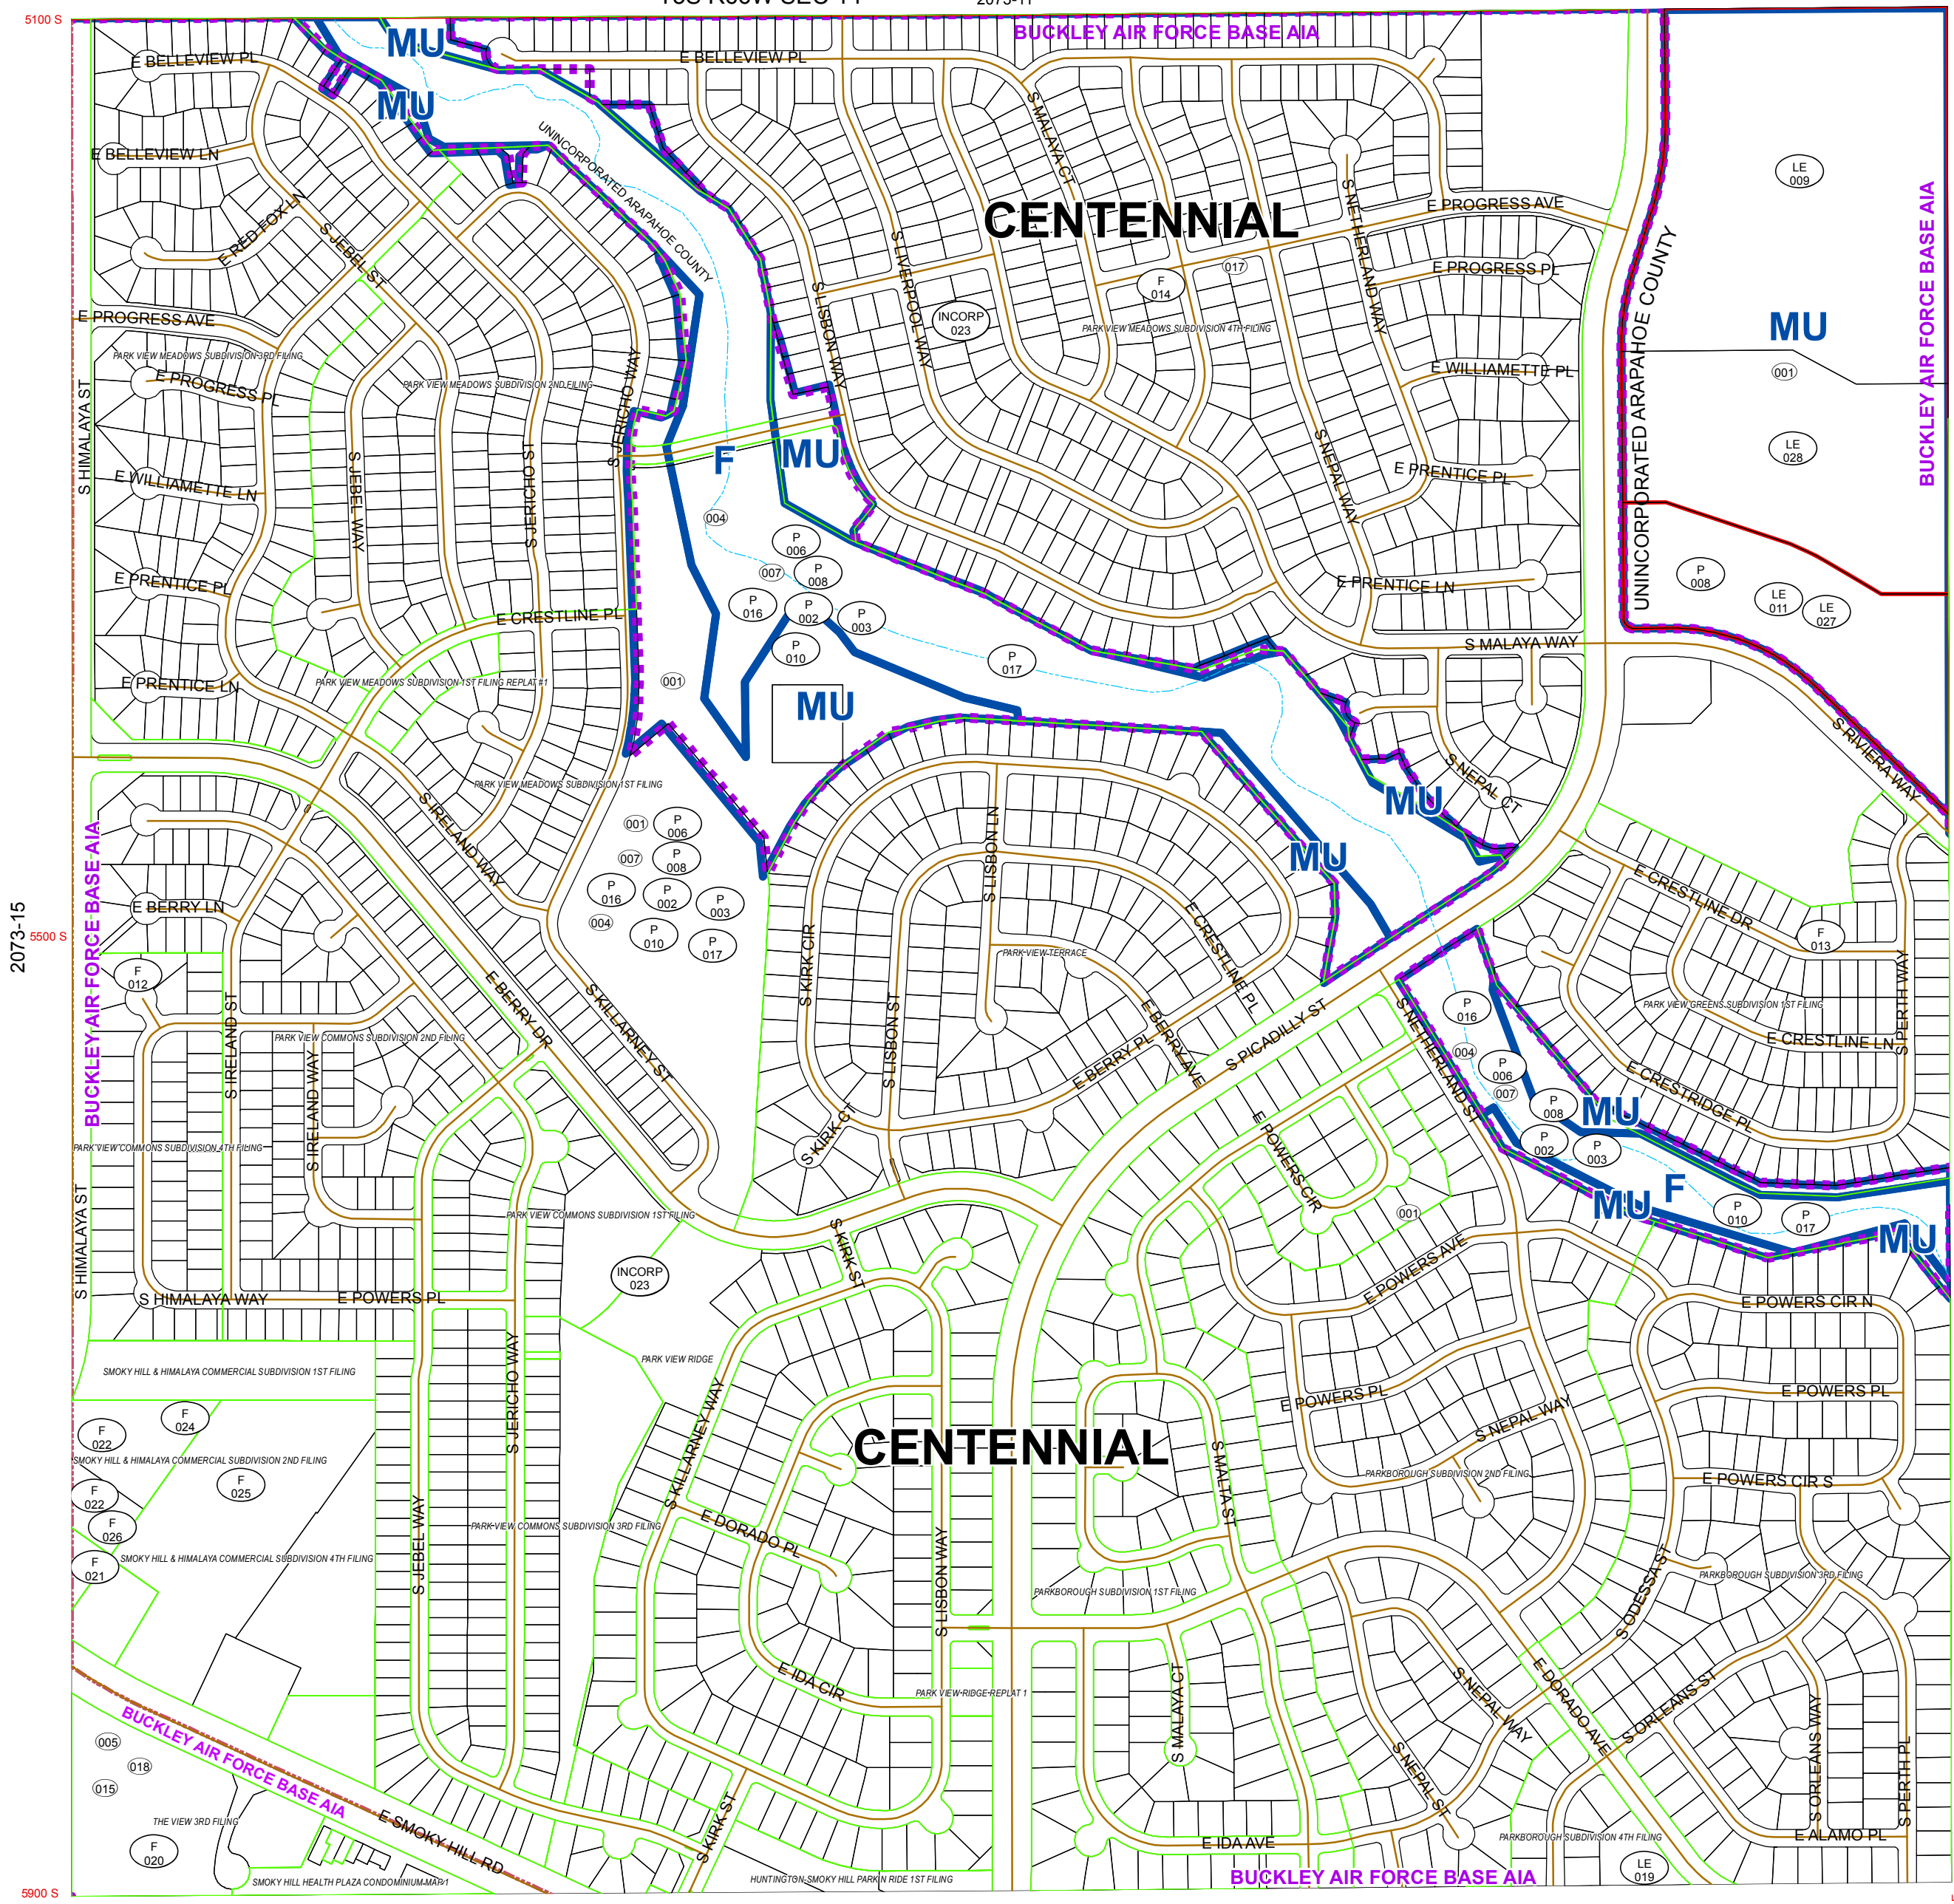 5100 S
2073-11
BUCKLEY AIR FORCE BASE AIA
MU
E BELLEVIEW PL
E BELLEVIEW PL
MU
S MALAYA CT
UNINCORPORATED ARAPAHOE COUNTY
E BELLEVIEW LN
LE
009
E RED FOX LN
S JEBEL ST
CENTENNIAL
E PROGRESS AVE
S NETHERLAND WAY
BUCKLEY AIR FORCE BASE AIA
S LIVERPOOL WAY
017
E PROGRESS PL
F
014
S LISBON WAY
UNINCORPORATED ARAPAHOE COUNTY
E PROGRESS AVE
INCORP
023
PARK VIEW MEADOWS SUBDIVISION 4TH FILING
MU
PARK VIEW MEADOWS SUBDIVISION 3RD FILING
E PROGRESS PL
PARK VIEW MEADOWS SUBDIVISION 2ND FILING
E WILLIAMETTE PL
001
S HIMALAYA ST
S JERICHO WAY
S JEBEL WAY
S JERICHO ST
F
MU
S NEPAL WAY
E PRENTICE PL
LE
028
E WILLIAMETTE LN
004
P
006
007
P
008
E PRENTICE PL
E PRENTICE LN
P
008
P
016
P
002
P
003
LE
011
LE
027
E CRESTLINE PL
P
010
P
017
S MALAYA WAY
E PRENTICE LN
PARK VIEW MEADOWS SUBDIVISION 1ST FILING REPLAT #1
001
MU
S RIVIERA WAY
PARK VIEW MEADOWS SUBDIVISION 1ST FILING
S NEPAL CT
S IRELAND WAY
MU
001
P
006
007
P
008
MU
BUCKLEY AIR FORCE BASE AIA
S LISBON LN
E BERRY LN
P
016
P
002
P
003
004
P
010
P
017
E CRESTLINE DR
2073-15
5500 S
E CRESTLINE PL
F
013
F
012
PARK VIEW TERRACE
S KIRK CIR
E BERRY DR
S KILLARNEY ST
S IRELAND ST
PARK VIEW COMMONS SUBDIVISION 2ND FILING
S LISBON ST
E BERRY AVE
E BERRY PL
S PICADILLY ST
S NETHERLAND ST
P
016
PARK VIEW GREENS SUBDIVISION 1ST FILING
S PERTH WAY
E CRESTLINE LN
004
P
006
007
E CRESTRIDGE PL
P
008
MU
P
002
P
003
S IRELAND WAY
PARK VIEW COMMONS SUBDIVISION 4TH FILING
S KIRK CT
E POWERS CIR
F
MU
P
010
P
017
MU
001
S HIMALAYA ST
PARK VIEW COMMONS SUBDIVISION 1ST FILING
S KIRK ST
INCORP
023
E POWERS AVE
S HIMALAYA WAY
E POWERS PL
E POWERS CIR N
PARK VIEW RIDGE
SMOKY HILL & HIMALAYA COMMERCIAL SUBDIVISION 1ST FILING
S JERICHO WAY
S KILLARNEY WAY
E POWERS PL
E POWERS PL
F
024
F
022
S NEPAL WAY
CENTENNIAL
SMOKY HILL & HIMALAYA COMMERCIAL SUBDIVISION 2ND FILING
F
025
S MALTA ST
PARKBOROUGH SUBDIVISION 2ND FILING
E POWERS CIR S
F
022
F
026
PARK VIEW COMMONS SUBDIVISION 3RD FILING
E DORADO PL
S JEBEL WAY
S LISBON WAY
SMOKY HILL & HIMALAYA COMMERCIAL SUBDIVISION 4TH FILING
F
021
PARKBOROUGH SUBDIVISION 1ST FILING
S ODESSA ST
PARKBOROUGH SUBDIVISION 3RD FILING
E IDA CIR
PARK VIEW RIDGE REPLAT 1
S MALAYA CT
S NEPAL WAY
E DORADO AVE
S ORLEANS ST
BUCKLEY AIR FORCE BASE AIA
005
018
015
S NEPAL ST
S ORLEANS WAY
S PERTH PL
THE VIEW 3RD FILING
E SMOKY HILL RD
S KIRK ST
F
020
E IDA AVE
PARKBOROUGH SUBDIVISION 4TH FILING
E ALAMO PL
LE
019
SMOKY HILL HEALTH PLAZA CONDOMINIUM MAP 1
HUNTINGTON SMOKY HILL PARK N RIDE 1ST FILING
BUCKLEY AIR FORCE BASE AIA
5900 S